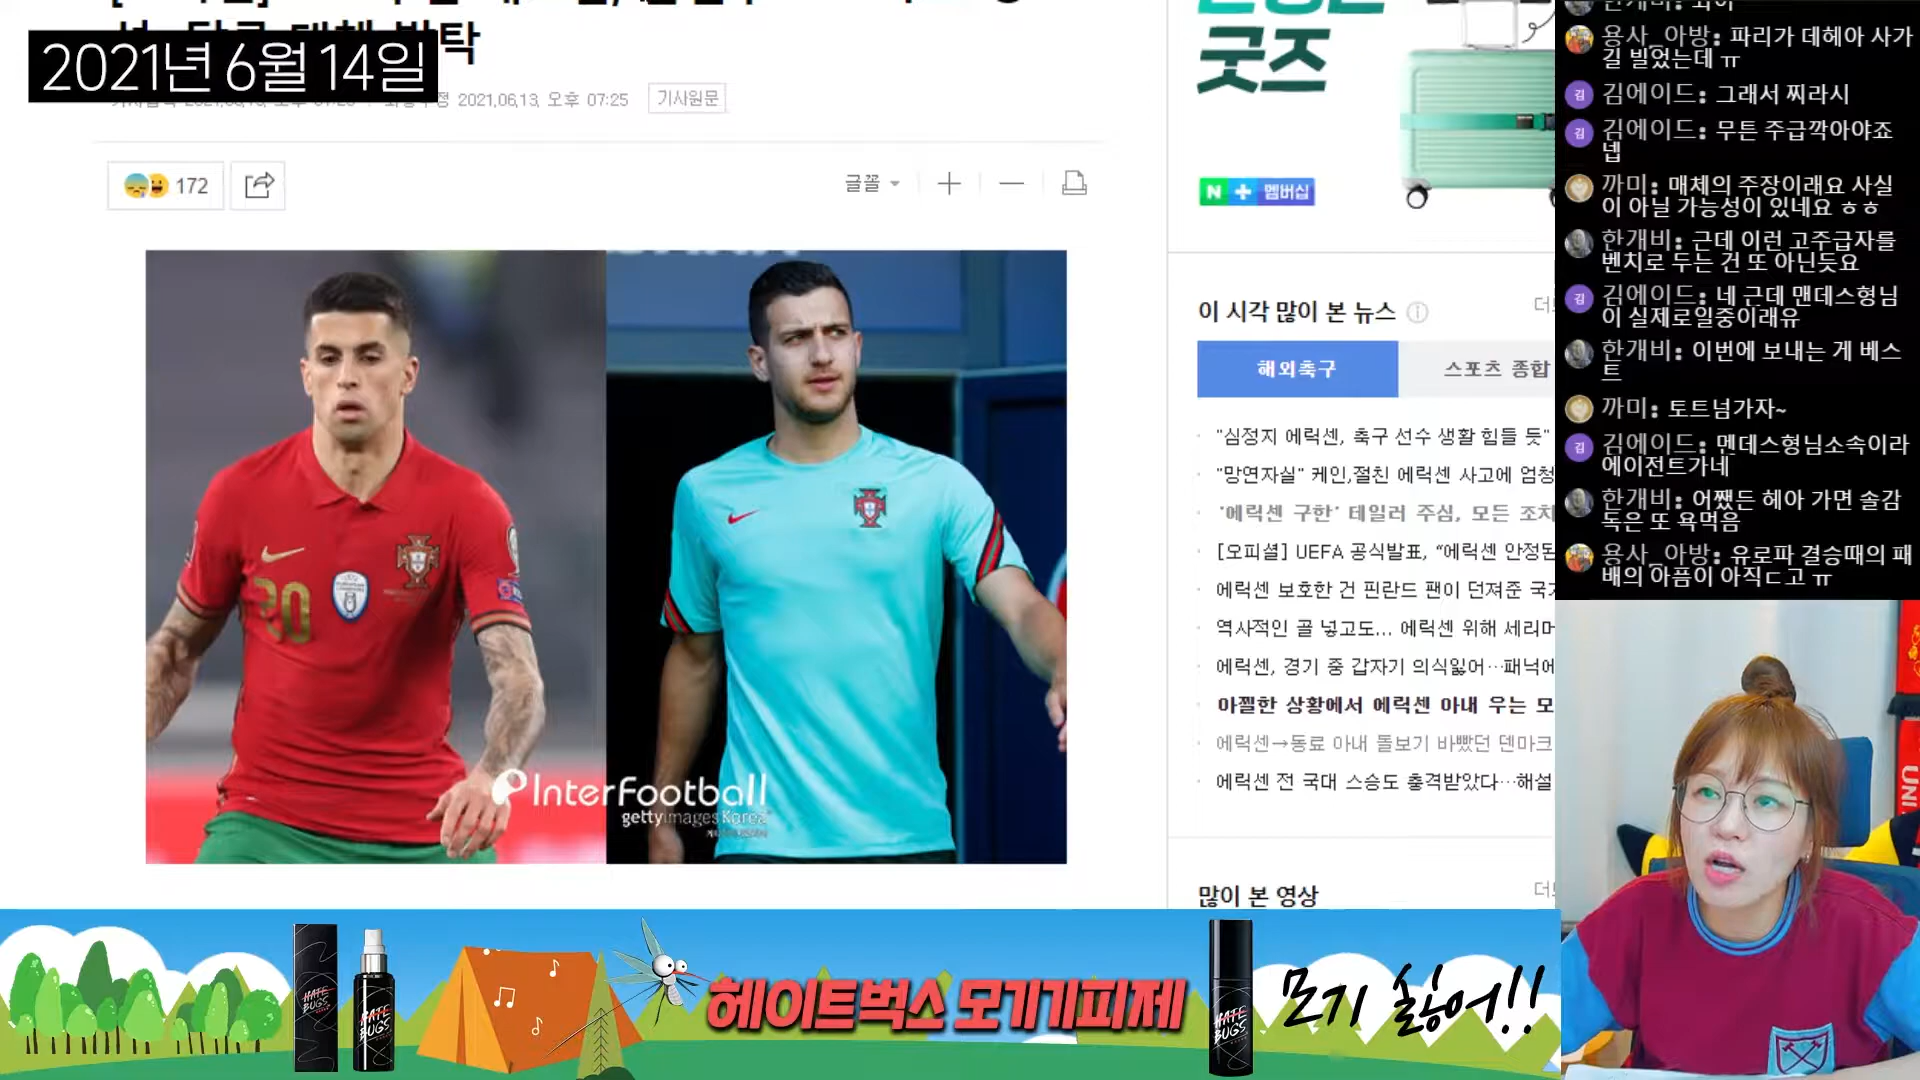 2021년 6월 14일
탁
2021.06.13. 오후 07:25
기사원문
172
글꼴
30
InterFootball
gettyimages Korea
굿즈
N + 멤버십
이 시각 많이 본 뉴스
해외축구
스포츠 종합
"심정지 에릭센, 축구 선수 생활 힘들 듯"
"망연자실" 케인,절친 에릭센 사고에 엄청
'에릭센 구한' 테일러 주심, 모든 조치
[오피셜] UEFA 공식발표, “에릭센 안정된
에릭센 보호한 건 핀란드 팬이 던져준 국기
역사적인 골 넣고도... 에릭센 위해 세리머
에릭센, 경기 중 갑자기 의식잃어…패닉에
아찔한 상황에서 에릭센 아내 우는 모
에릭센→동료 아내 돌보기 바빴던 덴마크
에릭센 전 국대 스승도 충격받았다…해설
많이 본 영상
용사_아방: 파리가 데헤아 사가
길 빌었는데 ㅠ
김에이드: 그래서 찌라시
김에이드: 무튼 주급깍아야죠
넵
까미: 매체의 주장이래요 사실
이 아닐 가능성이 있네요 ㅎㅎ
한개비: 근데 이런 고주급자를
벤치로 두는 건 또 아닌듯요
김에이드: 네 근데 맨데스형님
이 실제로일중이래유
한개비: 이번에 보내는 게 베스
트
까미: 토트넘가자~
김에이드: 멘데스형님소속이라
에이전트가네
한개비: 어쨌든 헤아 가면 솔감
독은 또 욕먹음
용사_아방: 유로파 결승때의 패
배의 아픔이 아직ㄷ고 ㅠ
HATE BUGS
HATE BUGS
헤이트벅스 모기기피제
HATE BUGS
모기 싫어!!
UNI